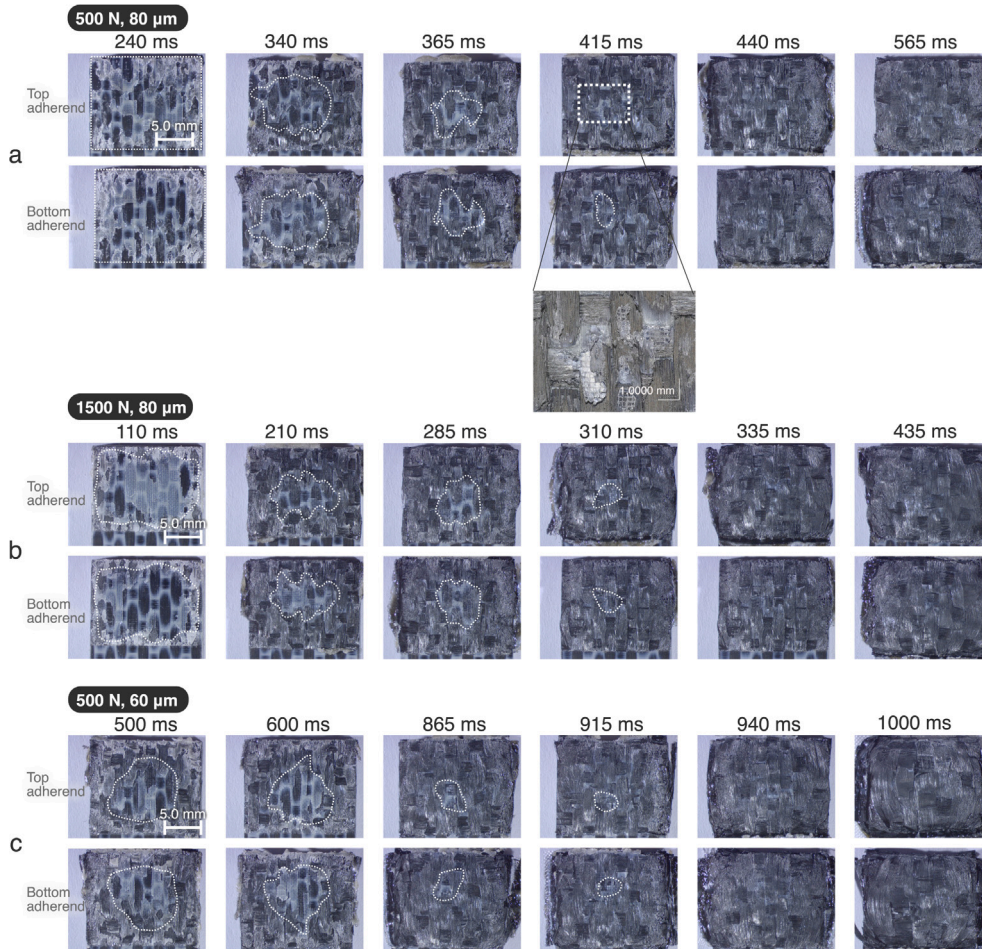 500 N, 80 µm
240 ms 340 ms 365 ms 415 ms 440 ms 565 ms
Top
adherend
5.0 mm
a
Bottom
adherend
1.0000 mm
1500 N, 80 µm
110 ms 210 ms 285 ms 310 ms 335 ms 435 ms
Top
adherend
5.0 mm
b
Bottom
adherend
500 N, 60 µm
500 ms 600 ms 865 ms 915 ms 940 ms 1000 ms
Top
adherend
5.0 mm
c
Bottom
adherend